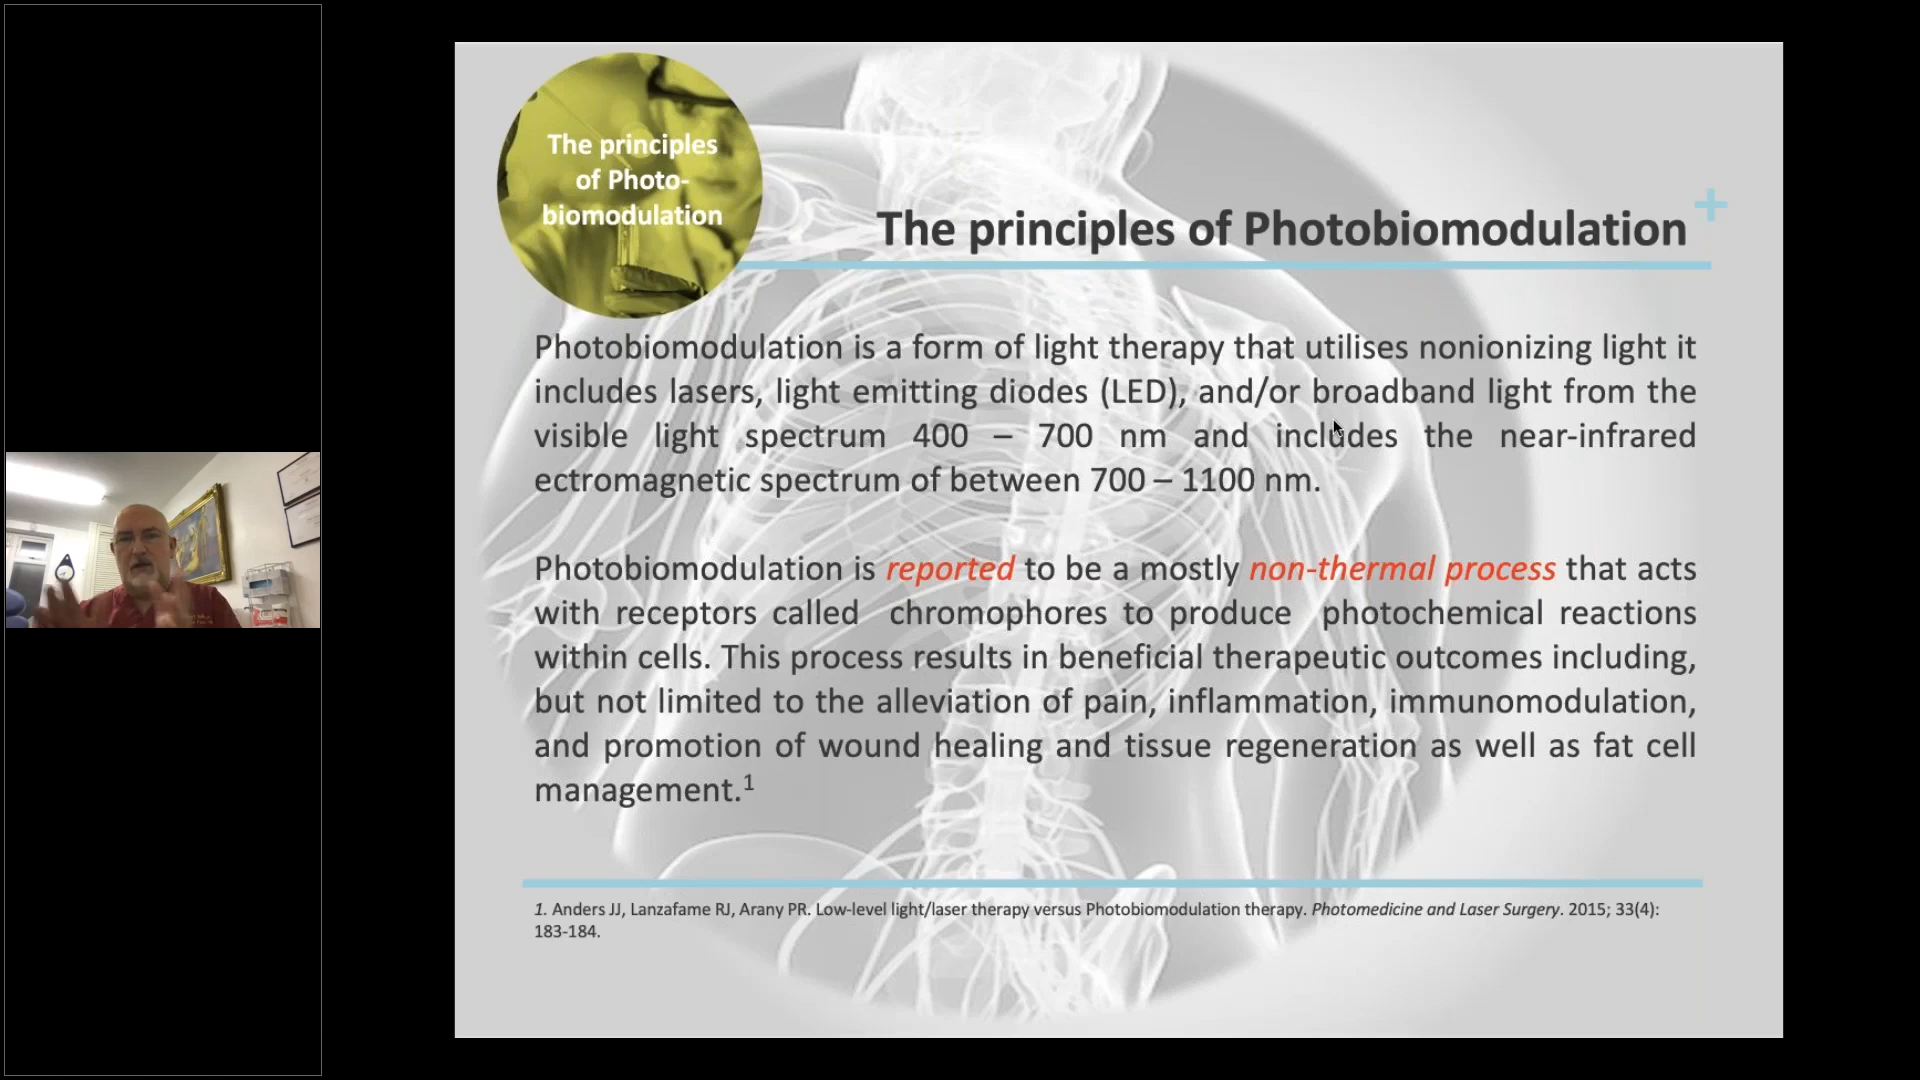 The principles
of Photo-
biomodulation
The principles of Photobiomodulation
Photobiomodulation is a form of light therapy that utilises nonionizing light it
includes lasers, light emitting diodes (LED), and/or broadband light from the
visible light spectrum 400 – 700 nm and includes the near-infrared
ectromagnetic spectrum of between 700 – 1100 nm.
Photobiomodulation is reported to be a mostly non-thermal process that acts
with receptors called chromophores to produce photochemical reactions
within cells. This process results in beneficial therapeutic outcomes including,
but not limited to the alleviation of pain, inflammation, immunomodulation,
and promotion of wound healing and tissue regeneration as well as fat cell
management.1
1. Anders JJ, Lanzafame RJ, Arany PR. Low-level light/laser therapy versus Photobiomodulation therapy. Photomedicine and Laser Surgery. 2015; 33(4):
183-184.